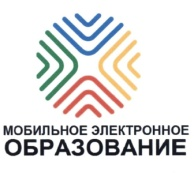 МОБИЛЬНОЕ ЭЛЕКТРОННОЕ
ОБРАЗОВАНИЕ